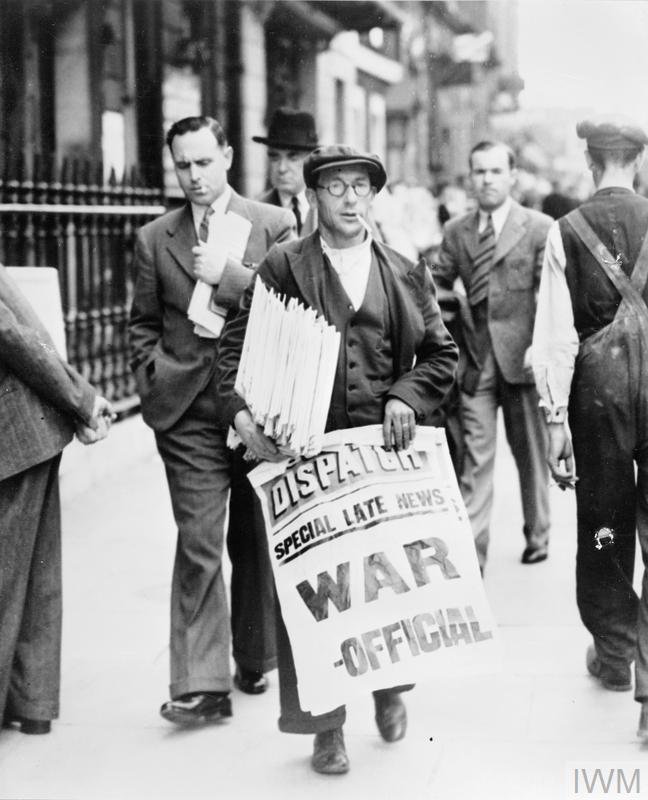 DISPATCH
SPECIAL LATE NEWS
WAR
-OFFICIAL
IWM